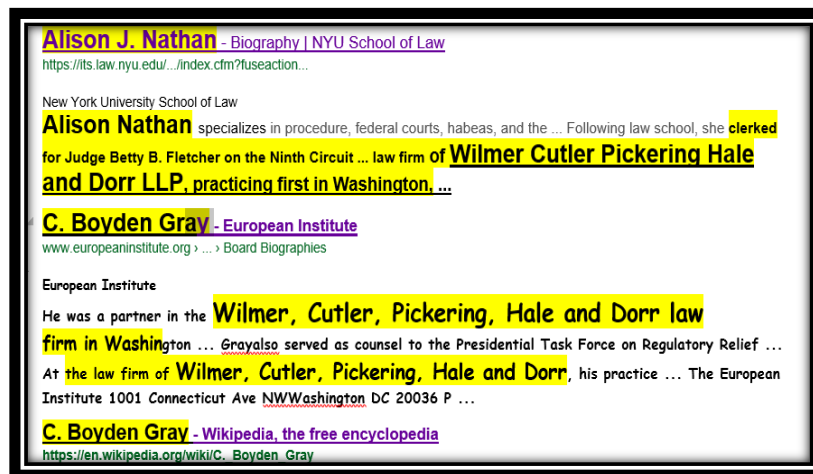 Alison J. Nathan - Biography | NYU School of Law
https://its.law.nyu.edu/.../index.cfm?fuseaction...
New York University School of Law
Alison Nathan specializes in procedure, federal courts, habeas, and the ... Following law school, she clerked
for Judge Betty B. Fletcher on the Ninth Circuit ... law firm of Wilmer Cutler Pickering Hale
and Dorr LLP, practicing first in Washington, ...
C. Boyden Gray - European Institute
www.europeaninstitute.org › ... › Board Biographies
European Institute
He was a partner in the Wilmer, Cutler, Pickering, Hale and Dorr law
firm in Washington ... Grayalso served as counsel to the Presidential Task Force on Regulatory Relief ...
At the law firm of Wilmer, Cutler, Pickering, Hale and Dorr, his practice ... The European
Institute 1001 Connecticut Ave NWWashington DC 20036 P ...
C. Boyden Gray - Wikipedia, the free encyclopedia
https://en.wikipedia.org/wiki/C._Boyden_Gray